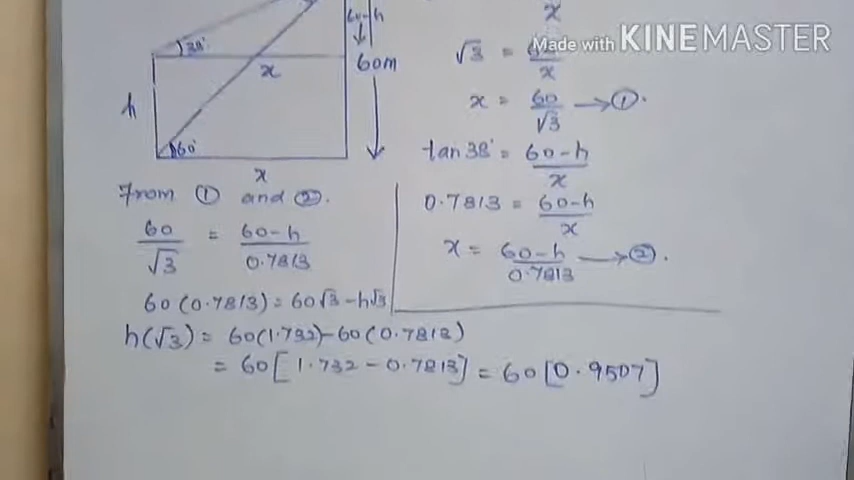 60-h
38°
60m
x
h
60°
x
x
√3 =
x
Made with KINEMASTER
x = 60/√3 → ①.
tan 38° = 60-h/x
0.7813 = 60-h/x
x = 60-h/0.7813 → ②.
From ① and ②.
60/√3 = 60-h/0.7813
60(0.7813) = 60√3 - h√3
h(√3) = 60(1.732) - 60(0.7813)
= 60[1.732 - 0.7813] = 60[0.9507]